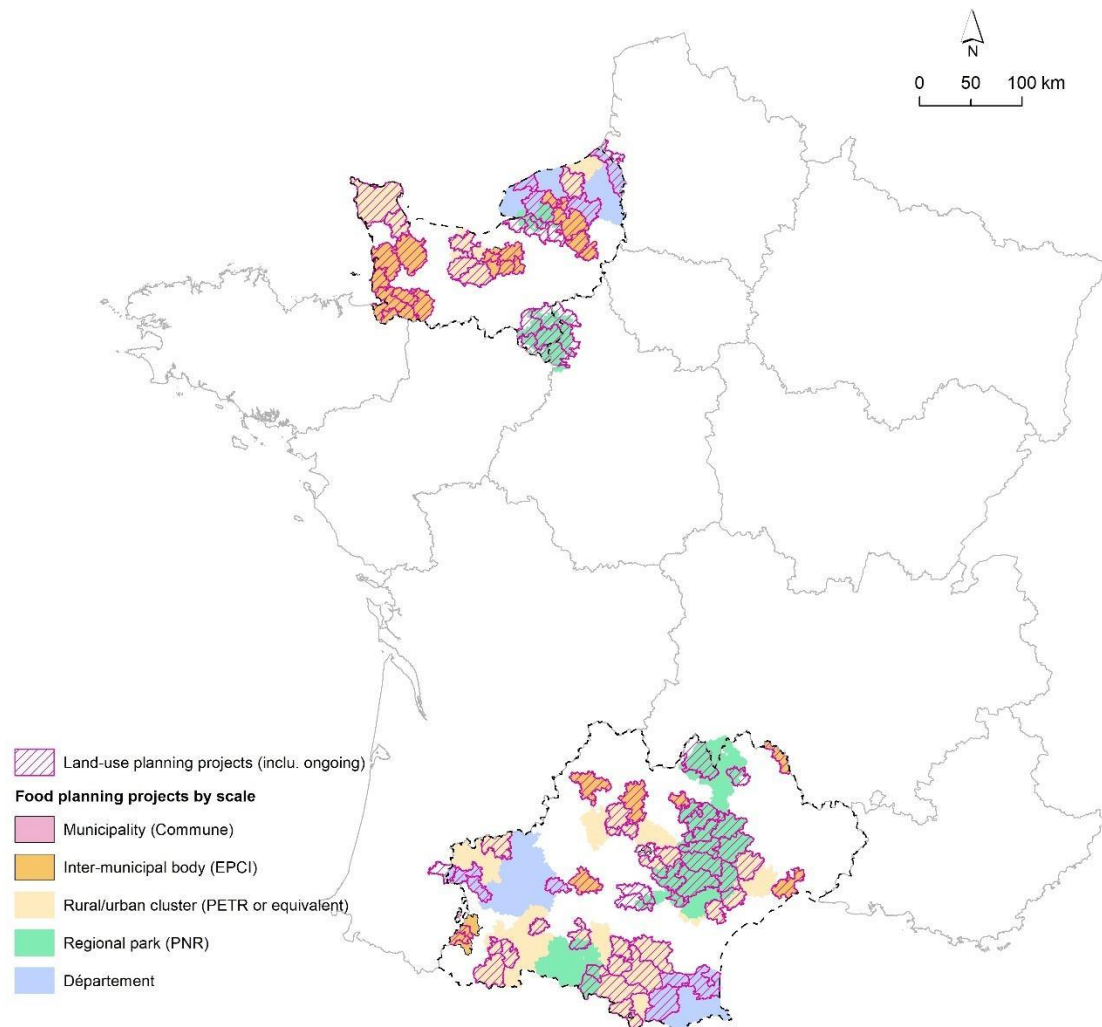 N
0 50 100 km
Land-use planning projects (inclu. ongoing)
Food planning projects by scale
Municipality (Commune)
Inter-municipal body (EPCI)
Rural/urban cluster (PETR or equivalent)
Regional park (PNR)
Département